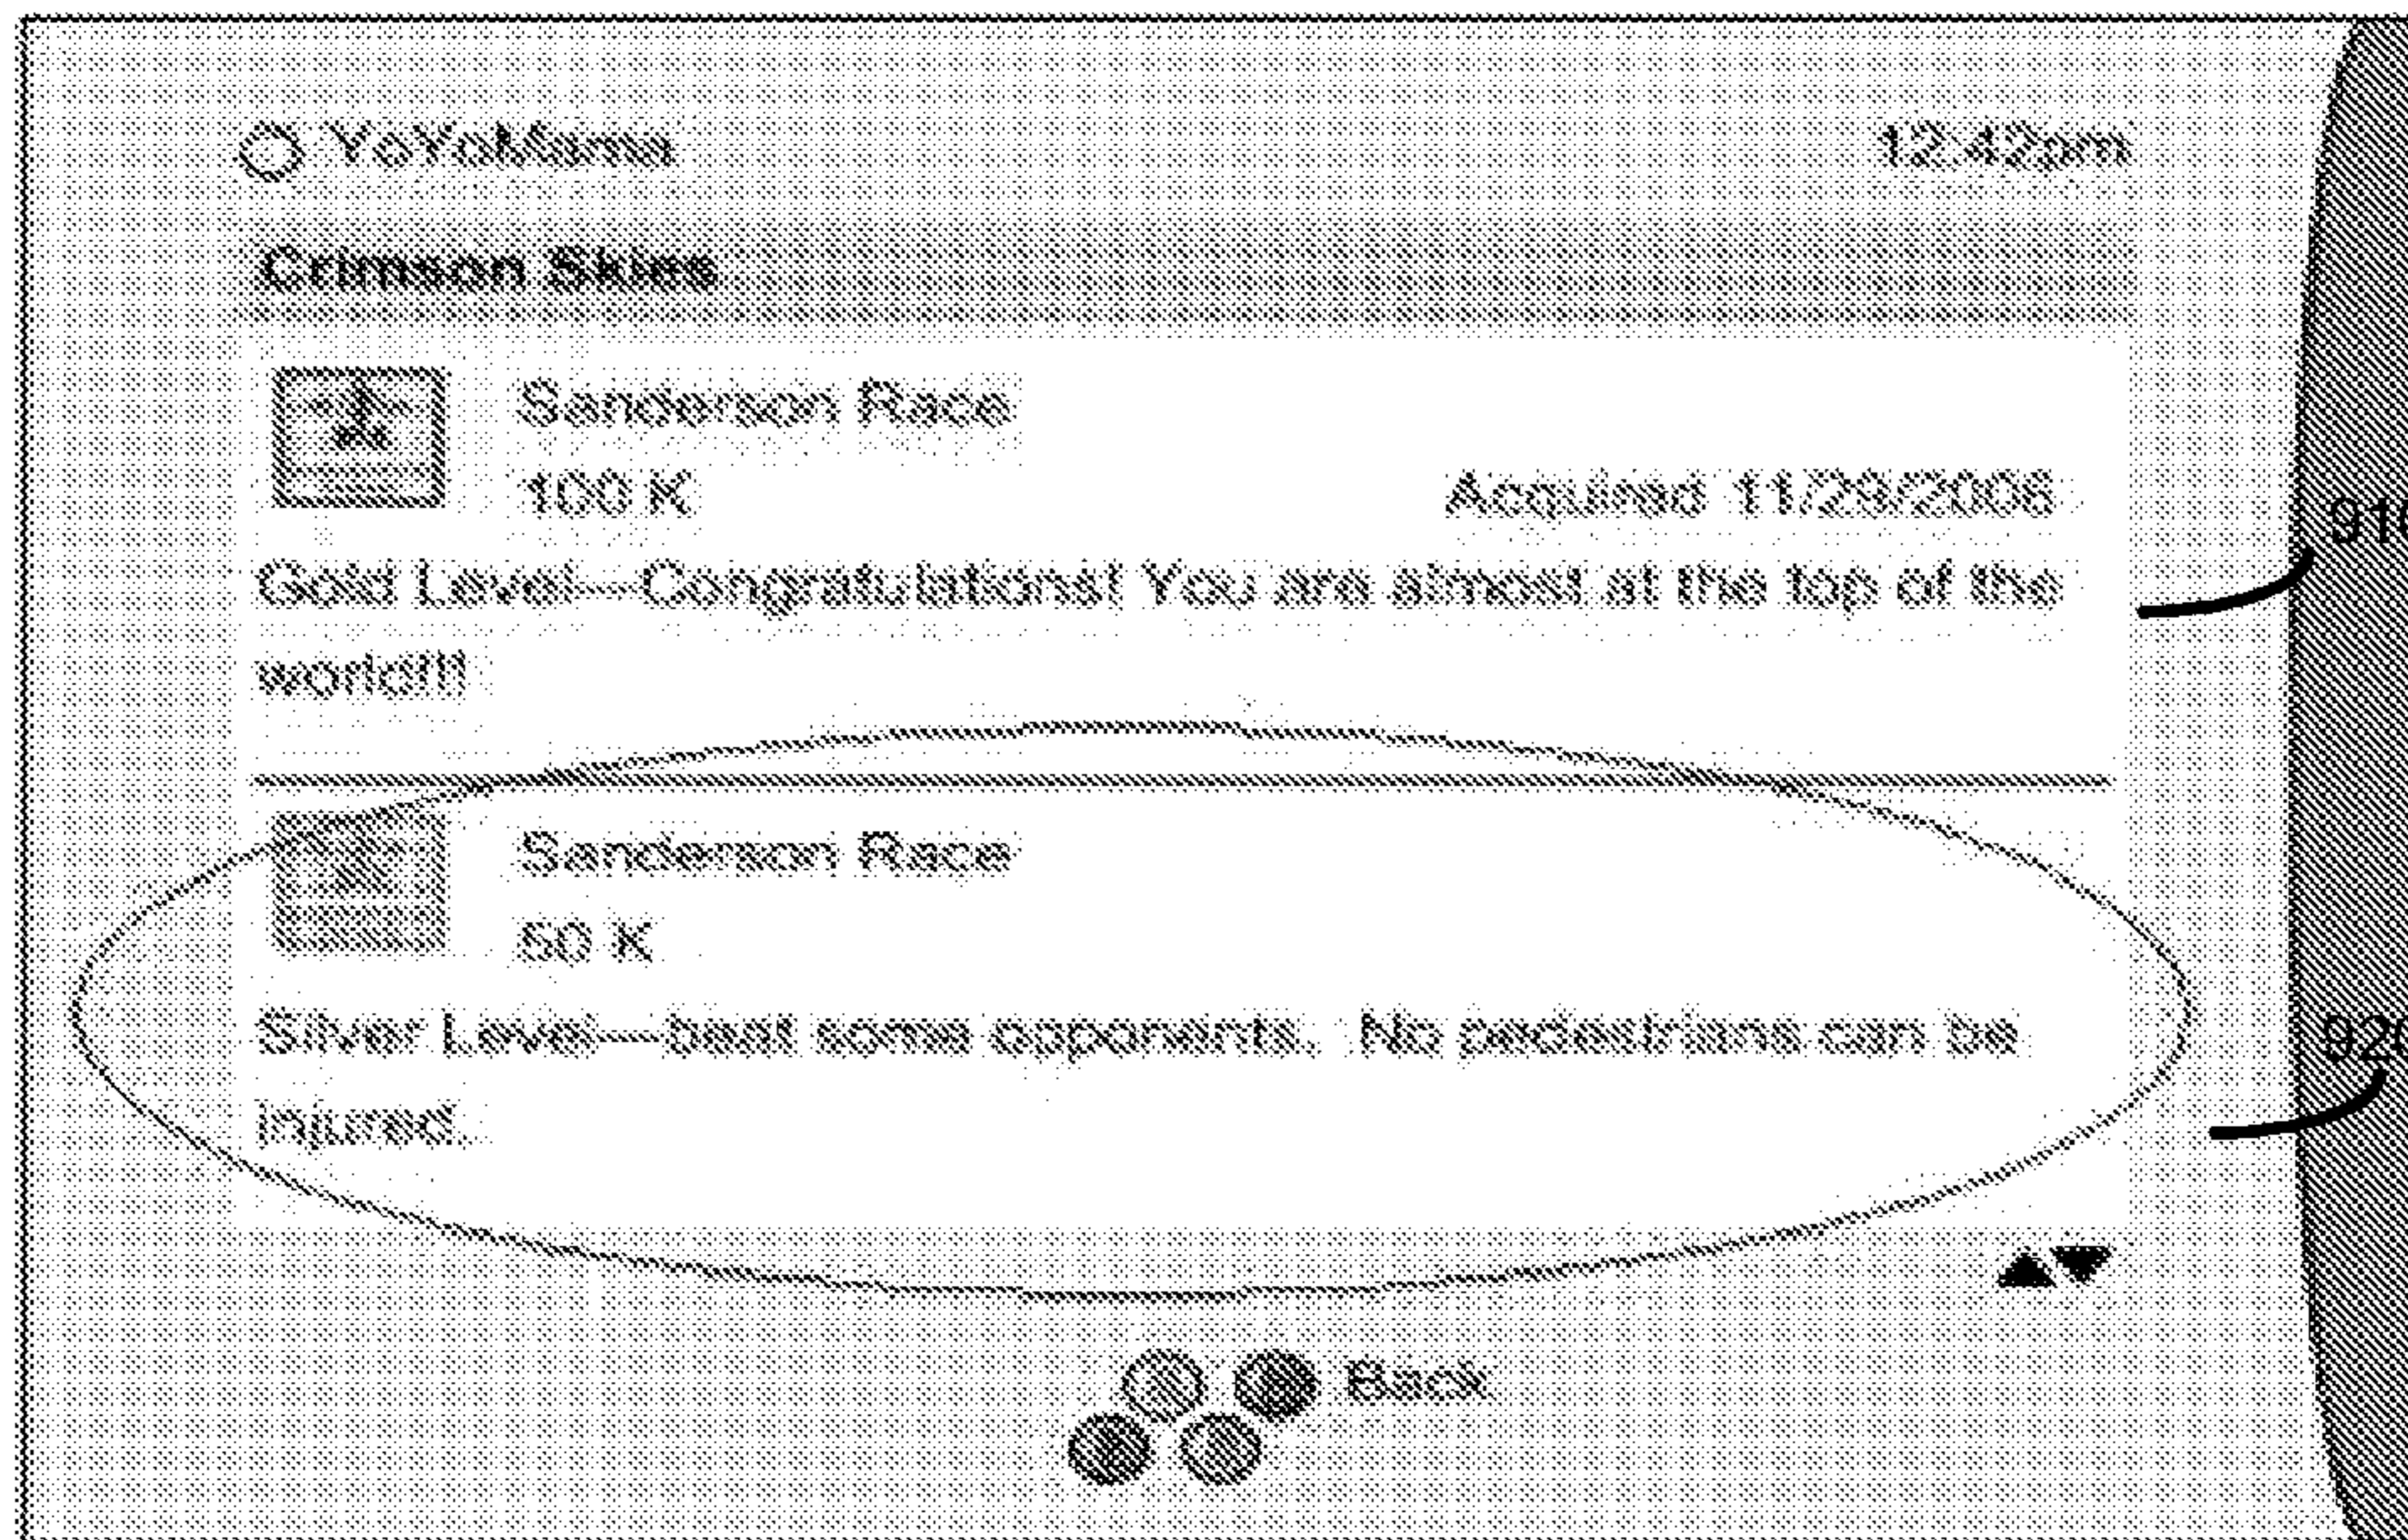 YoYoMama 12:42pm
Crimson Skies
Sanderson Race
100 K Acquired 11/29/2006
Gold Level—Congratulations! You are almost at the top of the
world!!!
Sanderson Race
50 K
Silver Level—beat some opponents. No pedestrians can be
injured.
Back